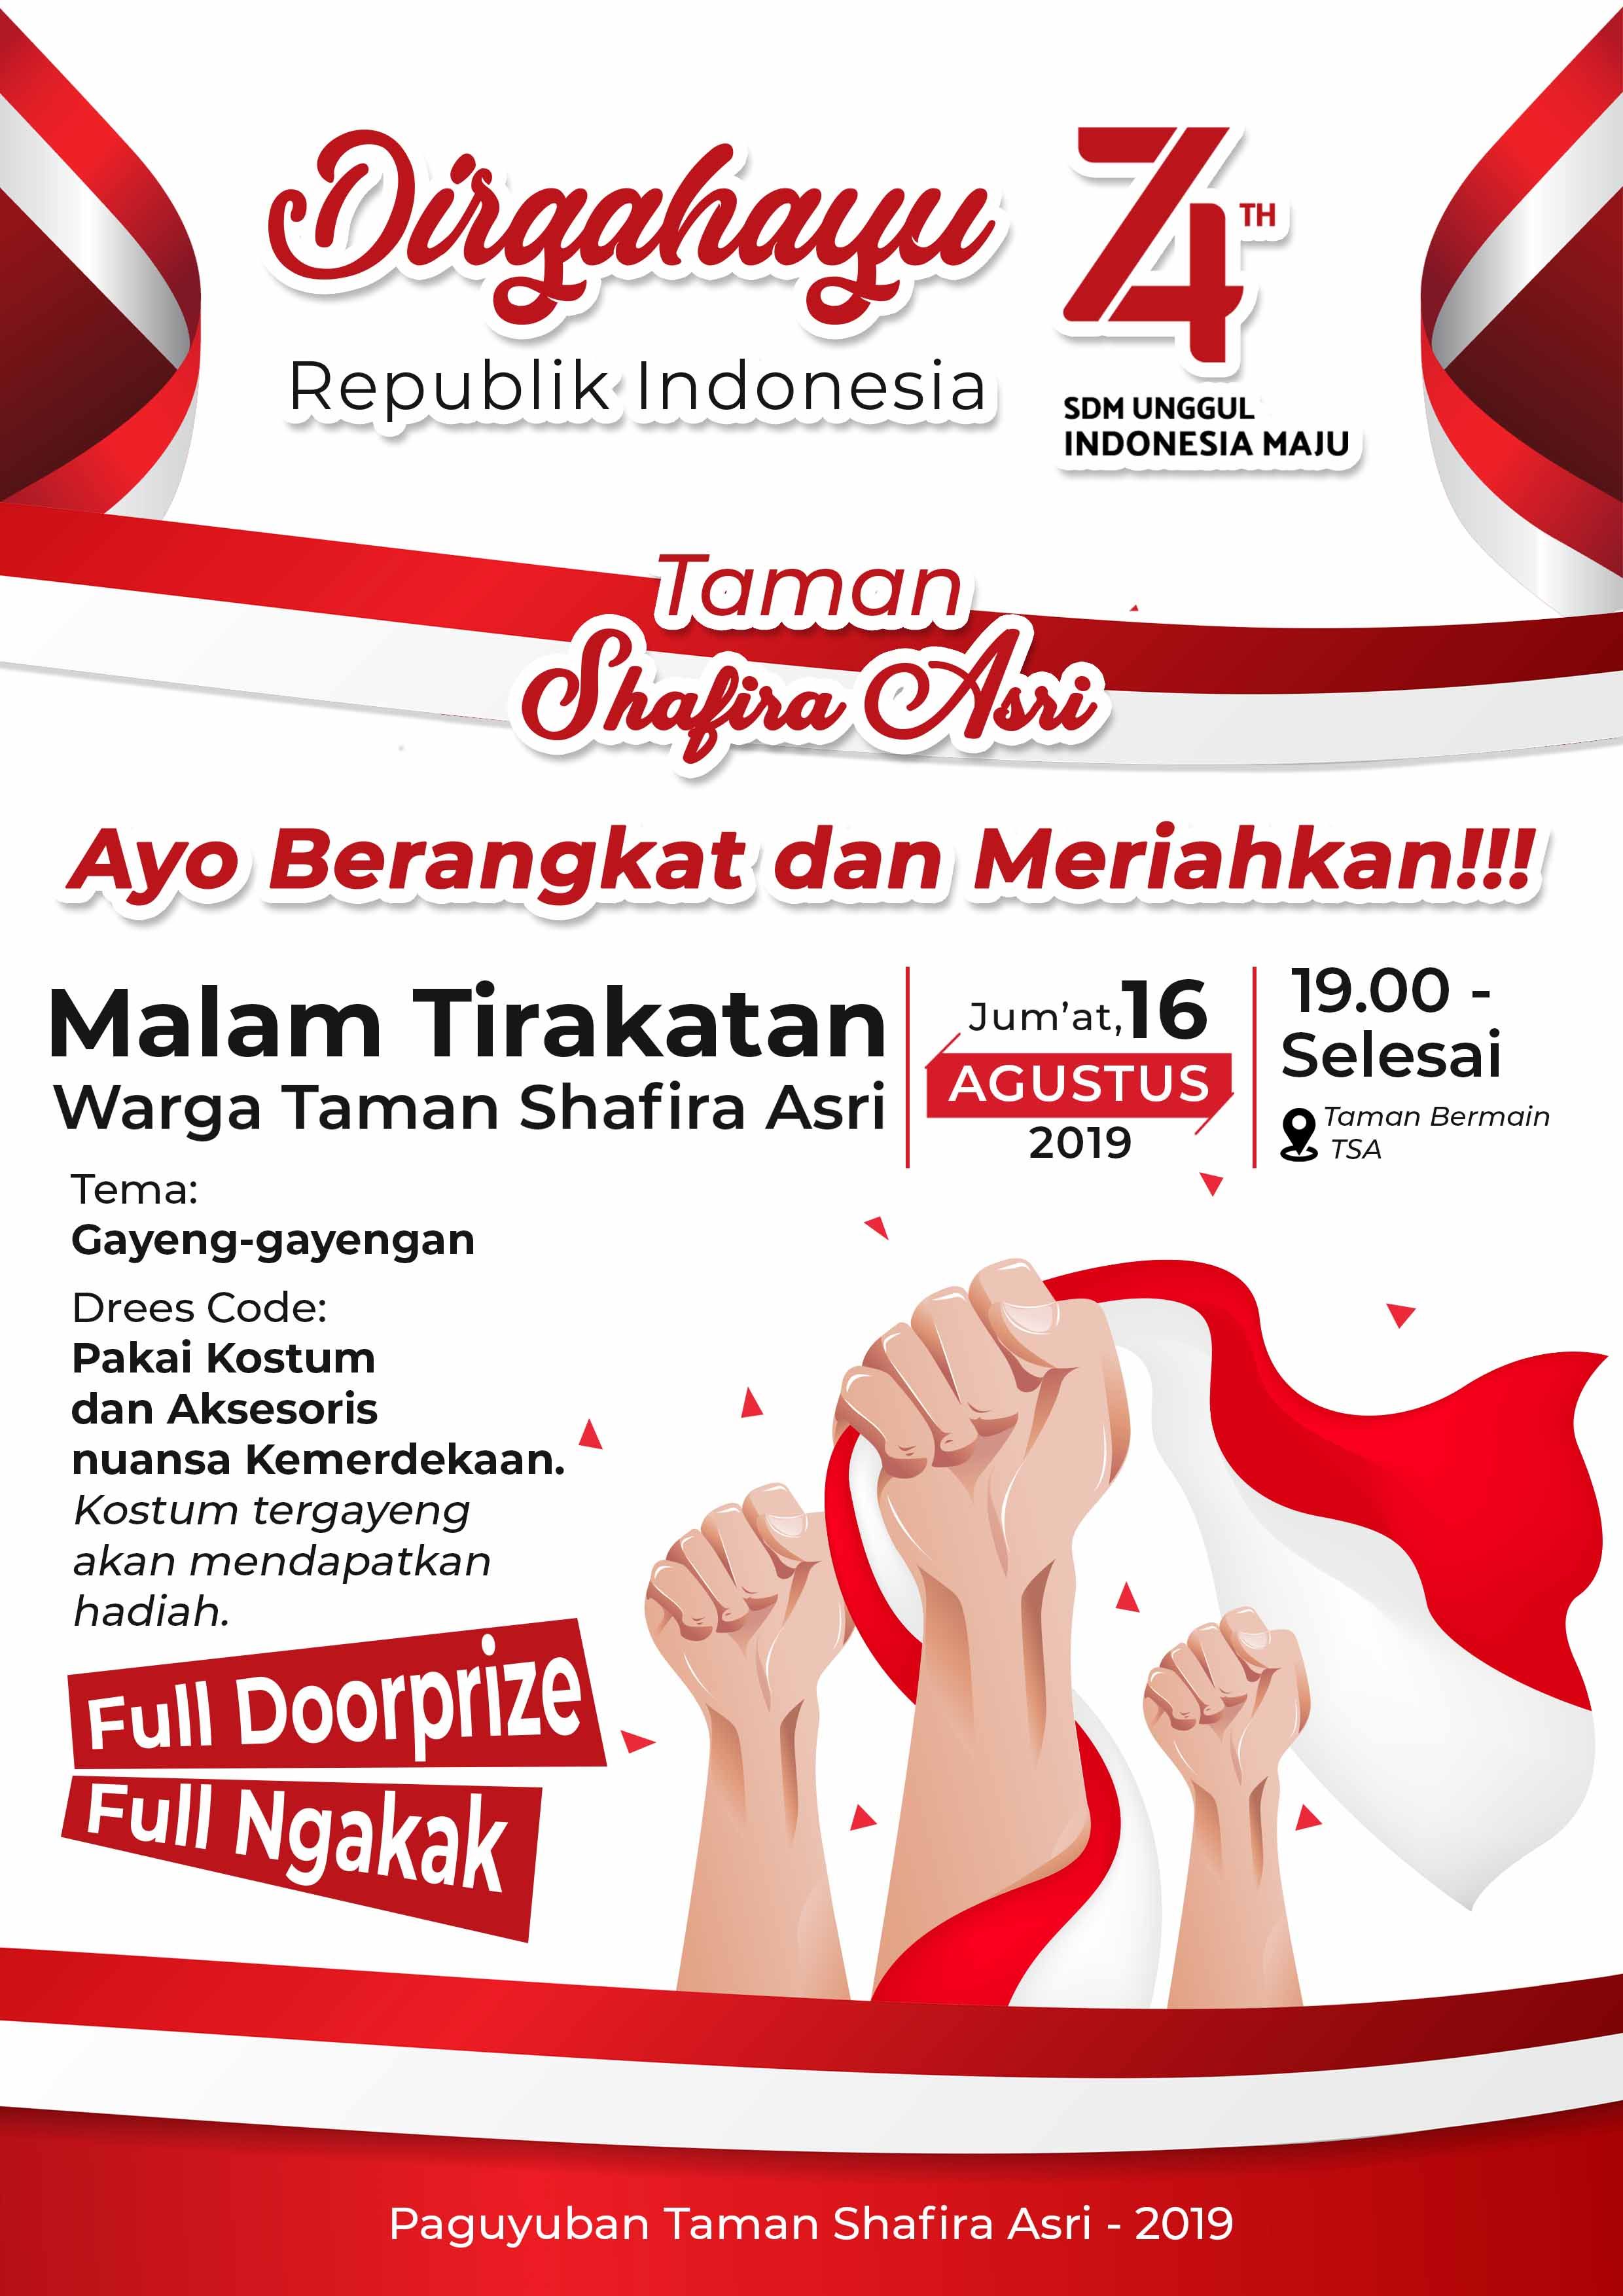 Dirgahayu
Republik Indonesia
74 TH
SDM UNGGUL
INDONESIA MAJU
Taman
Shafira Asri
Ayo Berangkat dan Meriahkan!!!
Malam Tirakatan
Warga Taman Shafira Asri
Jum'at, 16
AGUSTUS
2019
19.00 -
Selesai
Taman Bermain
TSA
Tema:
Gayeng-gayengan
Drees Code:
Pakai Kostum
dan Aksesoris
nuansa Kemerdekaan.
Kostum tergayeng
akan mendapatkan
hadiah.
Full Doorprize
Full Ngakak
Paguyuban Taman Shafira Asri - 2019